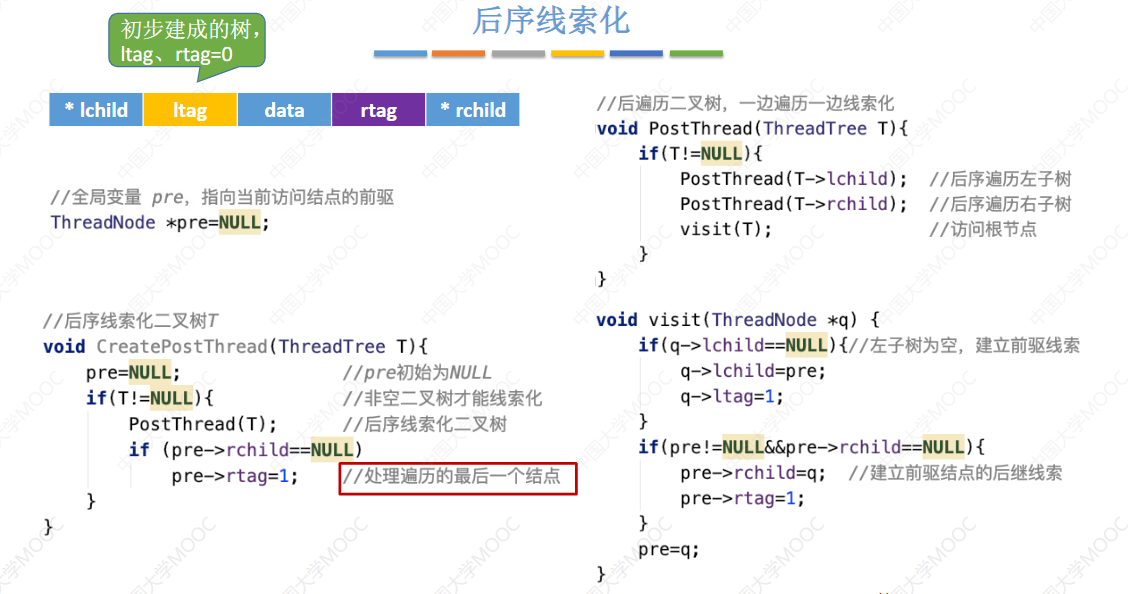 后序线索化
初步建成的树，
ltag、rtag=0
* lchild ltag data rtag * rchild
//全局变量 pre，指向当前访问结点的前驱
ThreadNode *pre=NULL;
//后序线索化二叉树T
void CreatePostThread(ThreadTree T){
pre=NULL; //pre初始为NULL
if(T!=NULL){ //非空二叉树才能线索化
PostThread(T); //后序线索化二叉树
if (pre->rchild==NULL)
pre->rtag=1; //处理遍历的最后一个结点
}
}
//后遍历二叉树，一边遍历一边线索化
void PostThread(ThreadTree T){
if(T!=NULL){
PostThread(T->lchild); //后序遍历左子树
PostThread(T->rchild); //后序遍历右子树
visit(T); //访问根节点
}
}
void visit(ThreadNode *q) {
if(q->lchild==NULL){//左子树为空，建立前驱线索
q->lchild=pre;
q->ltag=1;
}
if(pre!=NULL&&pre->rchild==NULL){
pre->rchild=q; //建立前驱结点的后继线索
pre->rtag=1;
}
pre=q;
}
中国大学MOOC